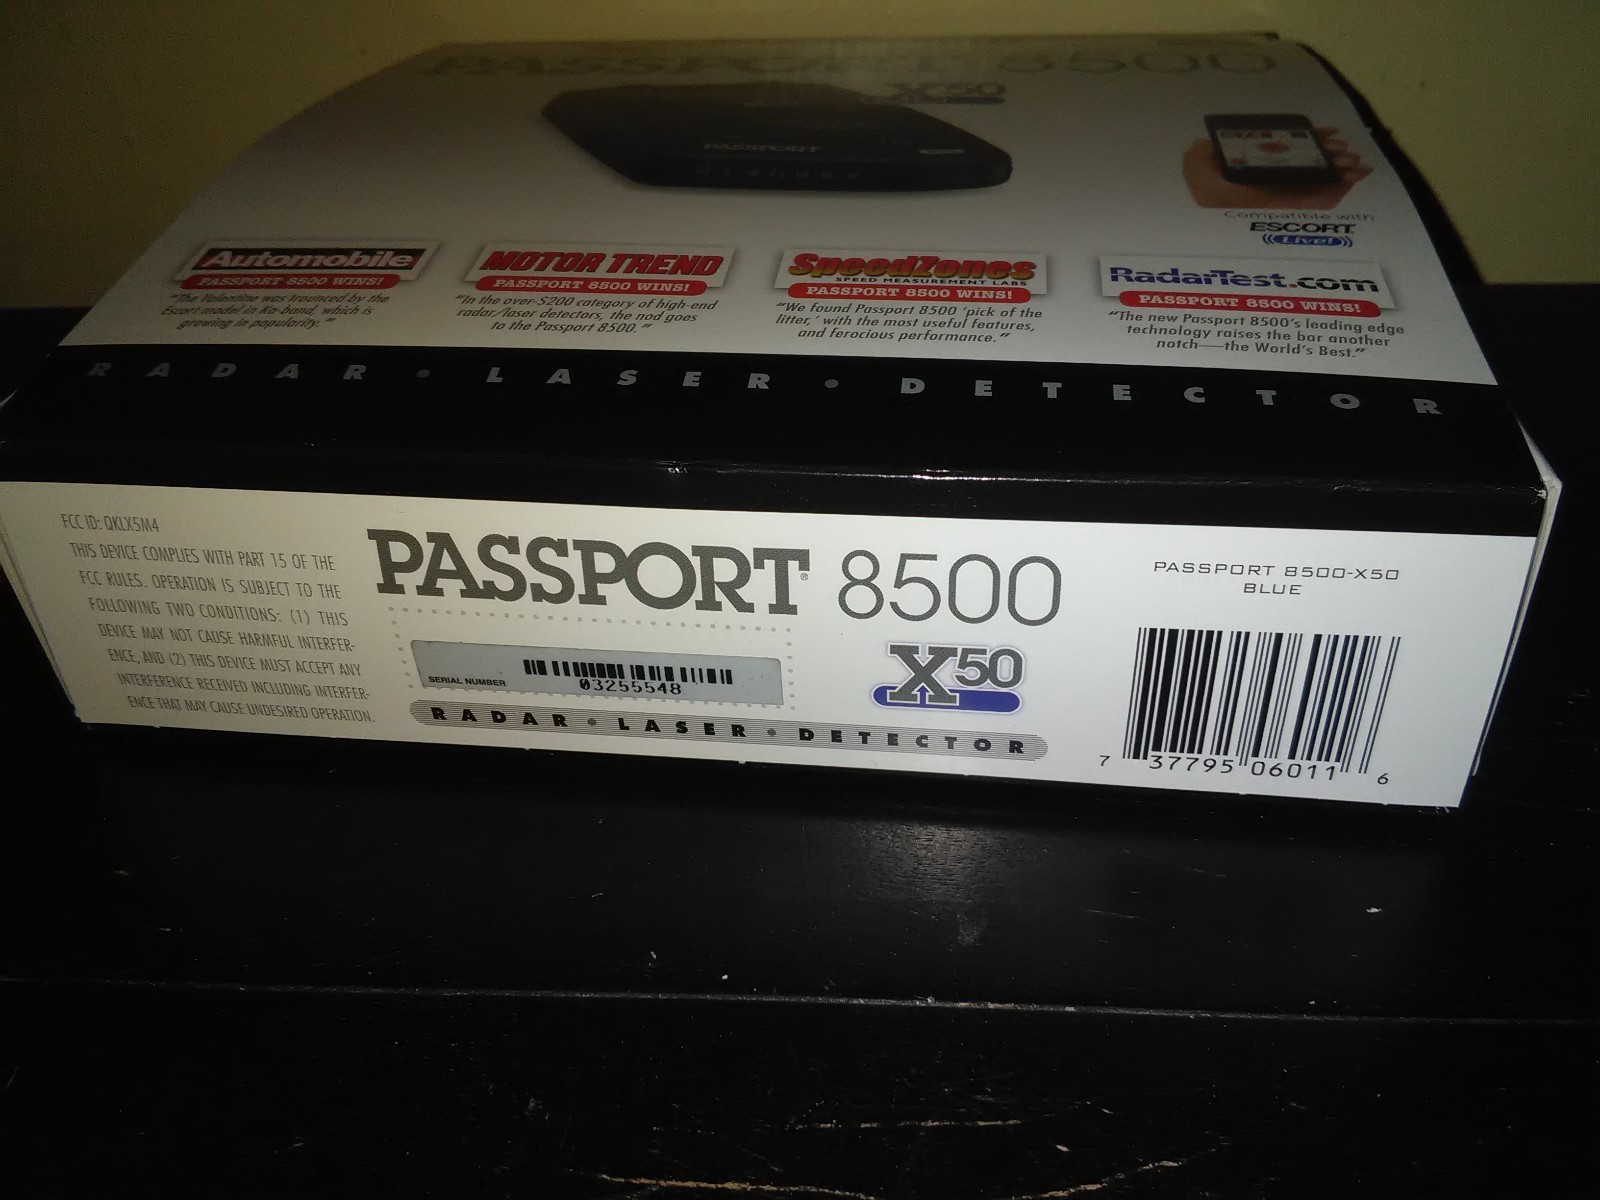 PASSPORT 8500
X50
PASSPORT
Compatible with
ESCORT
Live!
Automobile
PASSPORT 8500 WINS!
"The Valentine was trounced by the
Escort model in Ka-band, which is
growing in popularity."
MOTOR TREND
PASSPORT 8500 WINS!
"In the over-$200 category of high-end
radar/laser detectors, the nod goes
to the Passport 8500."
SpeedZones
SPEED MEASUREMENT LABS
PASSPORT 8500 WINS!
"We found Passport 8500 'pick of the
litter,' with the most useful features,
and ferocious performance."
RadarTest.com
PASSPORT 8500 WINS!
"The new Passport 8500's leading edge
technology raises the bar another
notch—the World's Best."
RADAR • LASER • DETECTOR
FCC ID: QKLX5M4
THIS DEVICE COMPLIES WITH PART 15 OF THE
FCC RULES. OPERATION IS SUBJECT TO THE
FOLLOWING TWO CONDITIONS: (1) THIS
DEVICE MAY NOT CAUSE HARMFUL INTERFER-
ENCE, AND (2) THIS DEVICE MUST ACCEPT ANY
INTERFERENCE RECEIVED INCLUDING INTERFER-
ENCE THAT MAY CAUSE UNDESIRED OPERATION.
PASSPORT® 8500
SERIAL NUMBER
03255548
X50
RADAR • LASER • DETECTOR
PASSPORT 8500-X50
BLUE
7 37795 06011 6